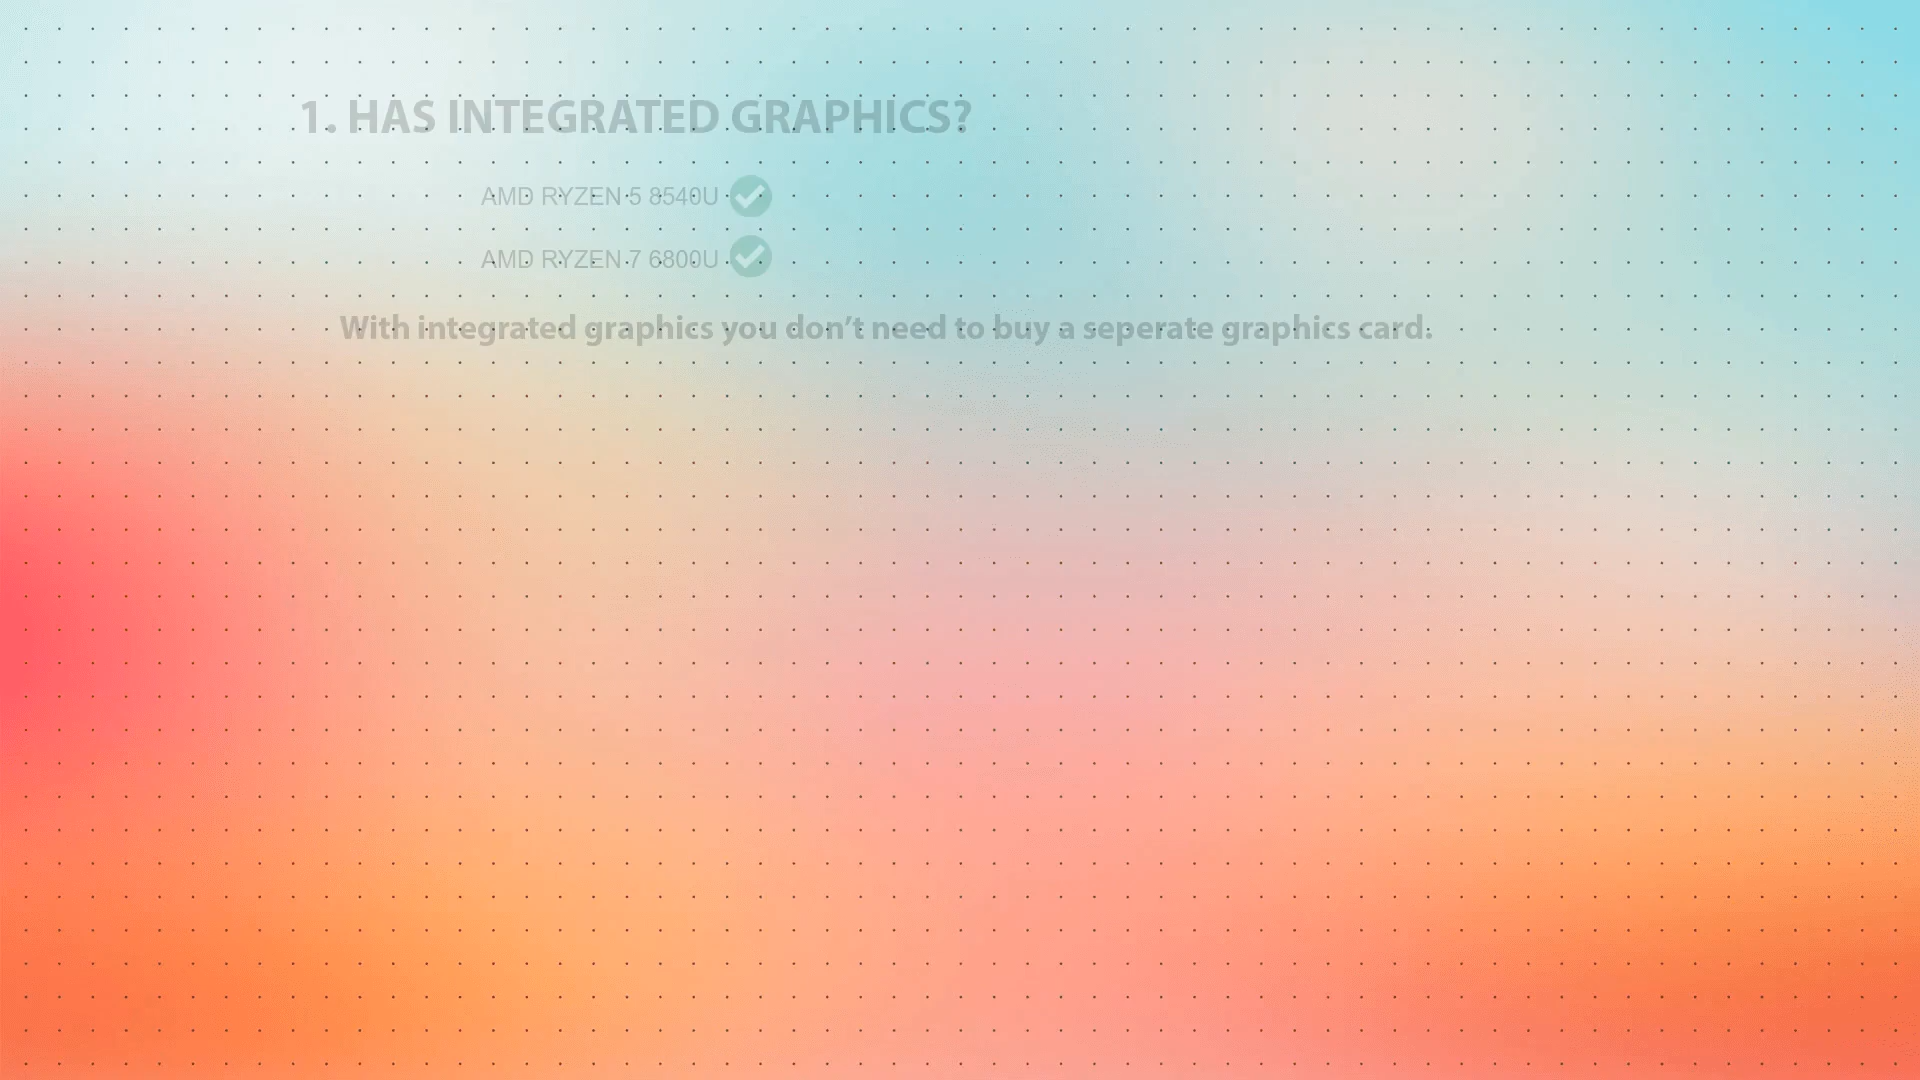 1. HAS INTEGRATED GRAPHICS?
AMD RYZEN 5 8540U
AMD RYZEN 7 6800U
With integrated graphics you don’t need to buy a seperate graphics card.